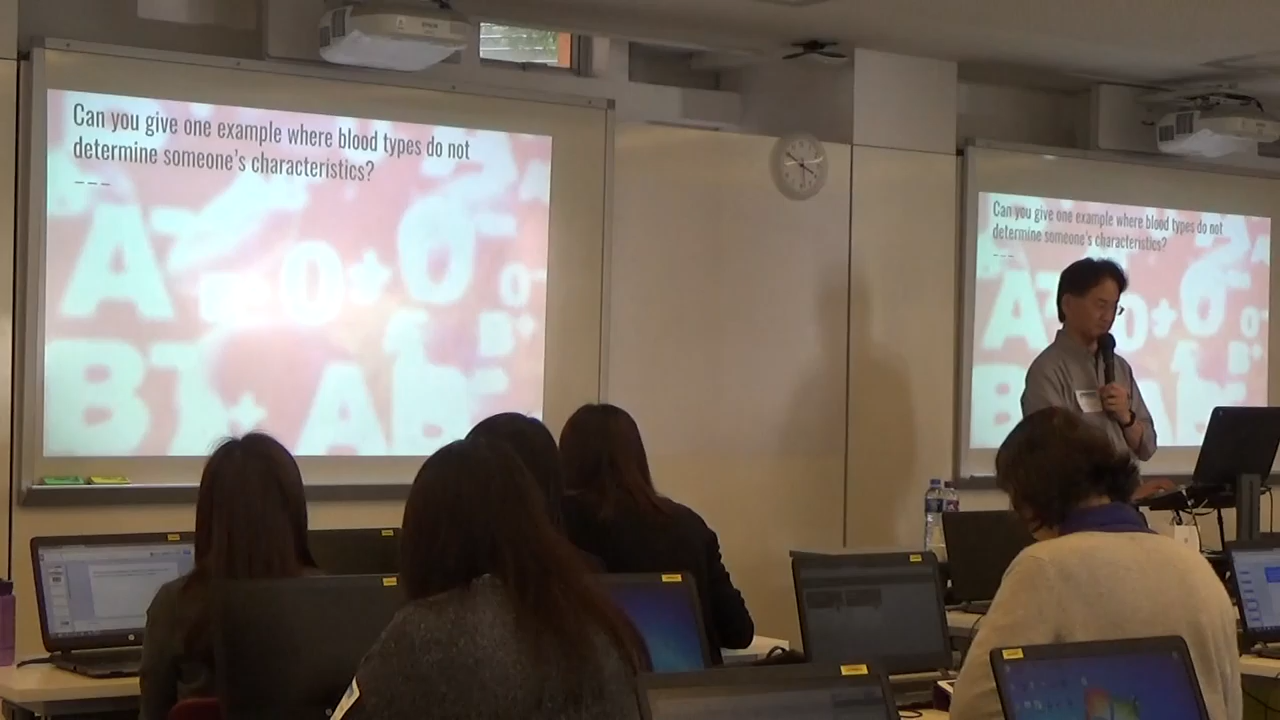 Can you give one example where blood types do not
determine someone's characteristics?
_ _ _
A
O+
O
O-
B+
B
A
B
Can you give one example where blood types do not
determine someone's characteristics?
_ _ _
A
O+
O
B+
B